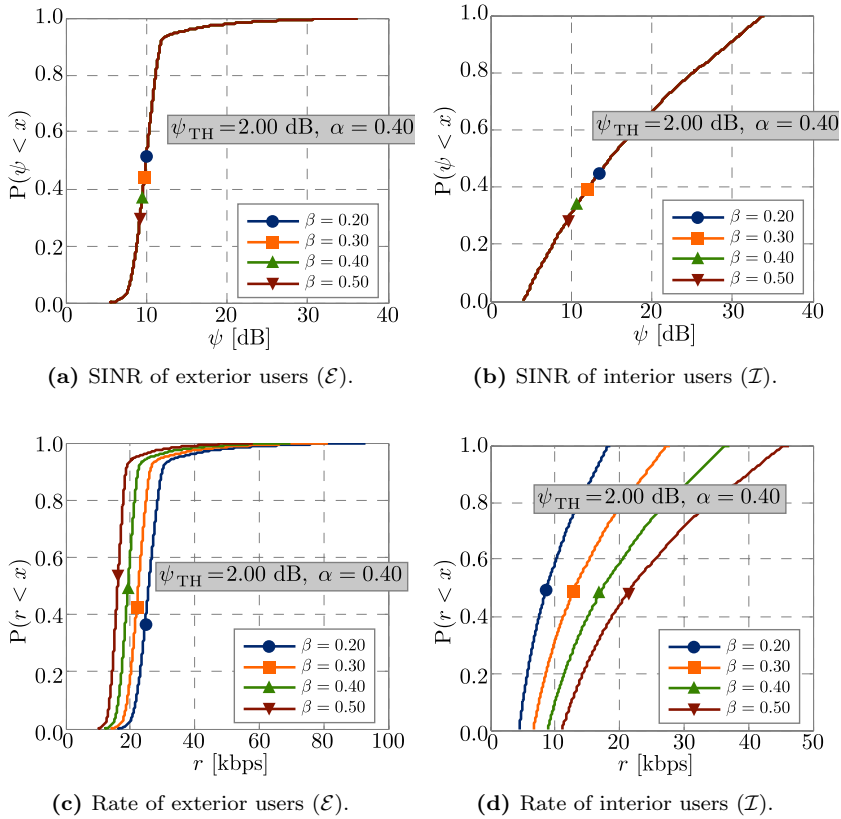 P(ψ < x)
1.0
0.8
0.6
0.4
0.2
0.0
0 10 20 30 40
ψ [dB]
ψTH=2.00 dB, α = 0.40
β = 0.20
β = 0.30
β = 0.40
β = 0.50
(a) SINR of exterior users (ℰ).
P(ψ < x)
1.0
0.8
0.6
0.4
0.2
0.0
0 10 20 30 40
ψ [dB]
ψTH=2.00 dB, α = 0.40
β = 0.20
β = 0.30
β = 0.40
β = 0.50
(b) SINR of interior users (ℐ).
P(r < x)
1.0
0.8
0.6
0.4
0.2
0.0
0 20 40 60 80 100
r [kbps]
ψTH=2.00 dB, α = 0.40
β = 0.20
β = 0.30
β = 0.40
β = 0.50
(c) Rate of exterior users (ℰ).
P(r < x)
1.0
0.8
0.6
0.4
0.2
0.0
0 10 20 30 40 50
r [kbps]
ψTH=2.00 dB, α = 0.40
β = 0.20
β = 0.30
β = 0.40
β = 0.50
(d) Rate of interior users (ℐ).